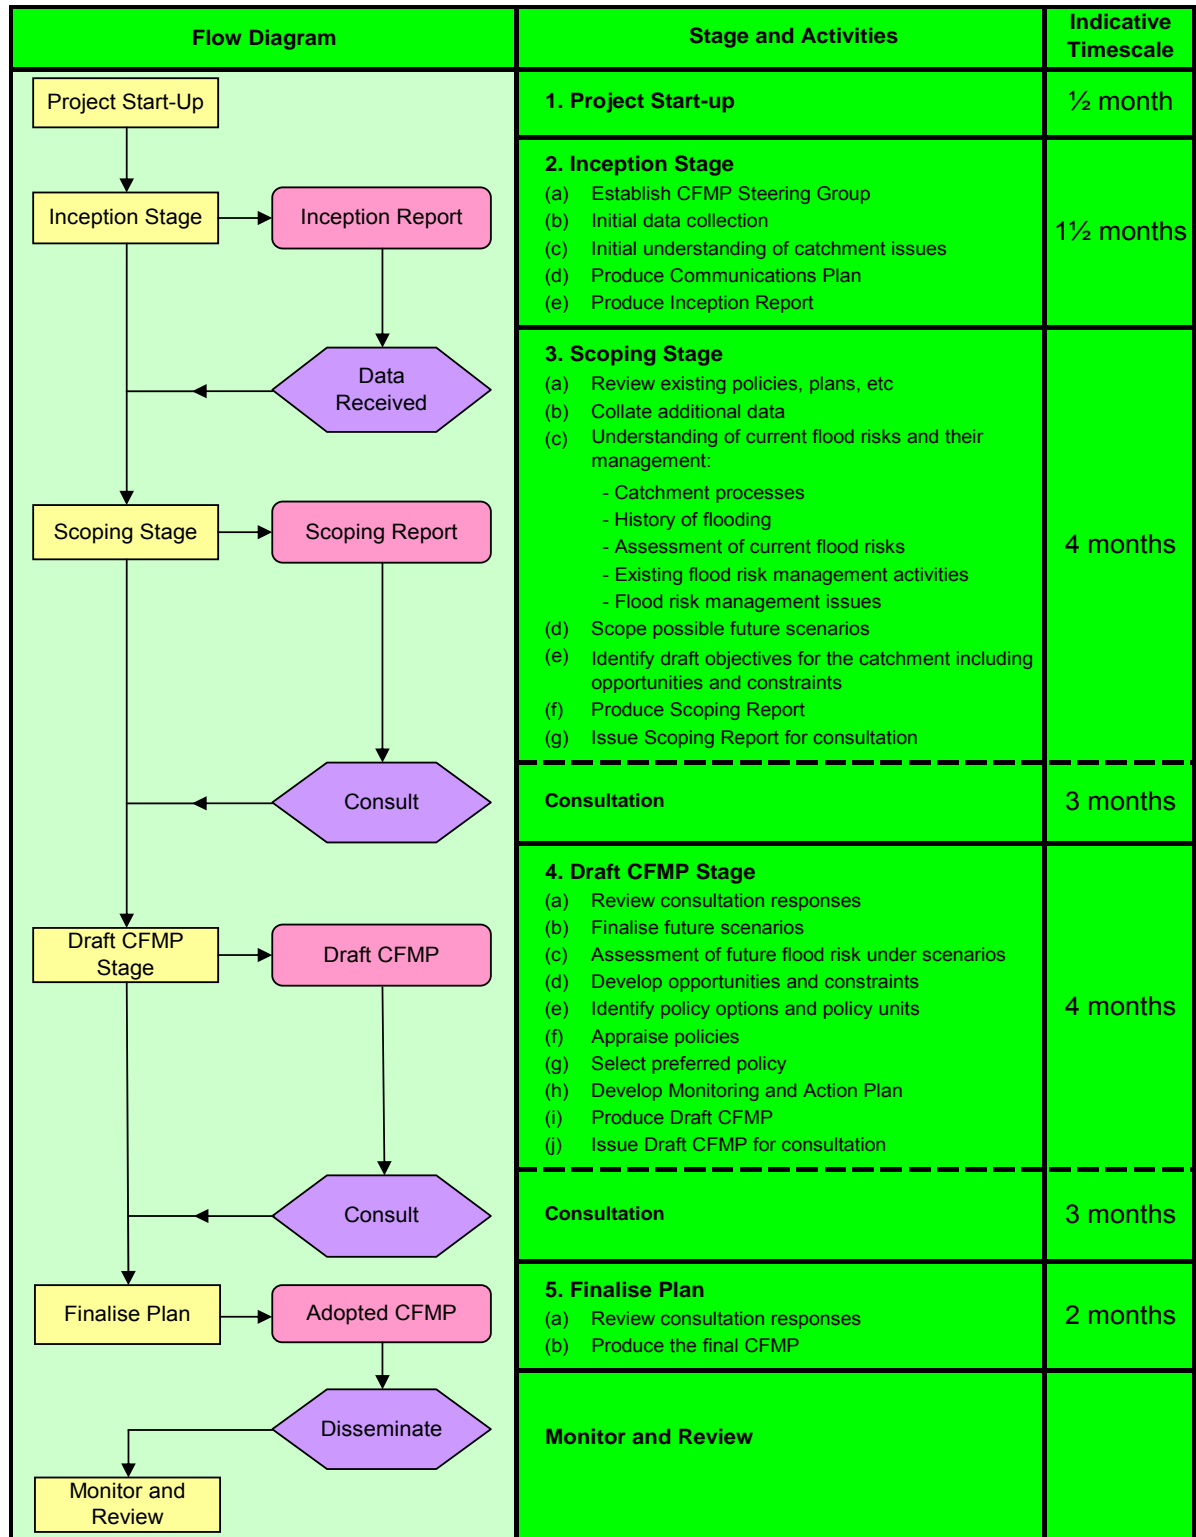 Flow Diagram
Stage and Activities
Indicative
Timescale
Project Start-Up
1. Project Start-up
½ month
Inception Stage
Inception Report
Data
Received
2. Inception Stage
(a) Establish CFMP Steering Group
(b) Initial data collection
(c) Initial understanding of catchment issues
(d) Produce Communications Plan
(e) Produce Inception Report
1½ months
Scoping Stage
Scoping Report
3. Scoping Stage
(a) Review existing policies, plans, etc
(b) Collate additional data
(c) Understanding of current flood risks and their
management:
- Catchment processes
- History of flooding
- Assessment of current flood risks
- Existing flood risk management activities
- Flood risk management issues
(d) Scope possible future scenarios
(e) Identify draft objectives for the catchment including
opportunities and constraints
(f) Produce Scoping Report
(g) Issue Scoping Report for consultation
4 months
Consult
Consultation
3 months
Draft CFMP
Stage
Draft CFMP
4. Draft CFMP Stage
(a) Review consultation responses
(b) Finalise future scenarios
(c) Assessment of future flood risk under scenarios
(d) Develop opportunities and constraints
(e) Identify policy options and policy units
(f) Appraise policies
(g) Select preferred policy
(h) Develop Monitoring and Action Plan
(i) Produce Draft CFMP
(j) Issue Draft CFMP for consultation
4 months
Consult
Consultation
3 months
Finalise Plan
Adopted CFMP
5. Finalise Plan
(a) Review consultation responses
(b) Produce the final CFMP
2 months
Disseminate
Monitor and
Review
Monitor and Review